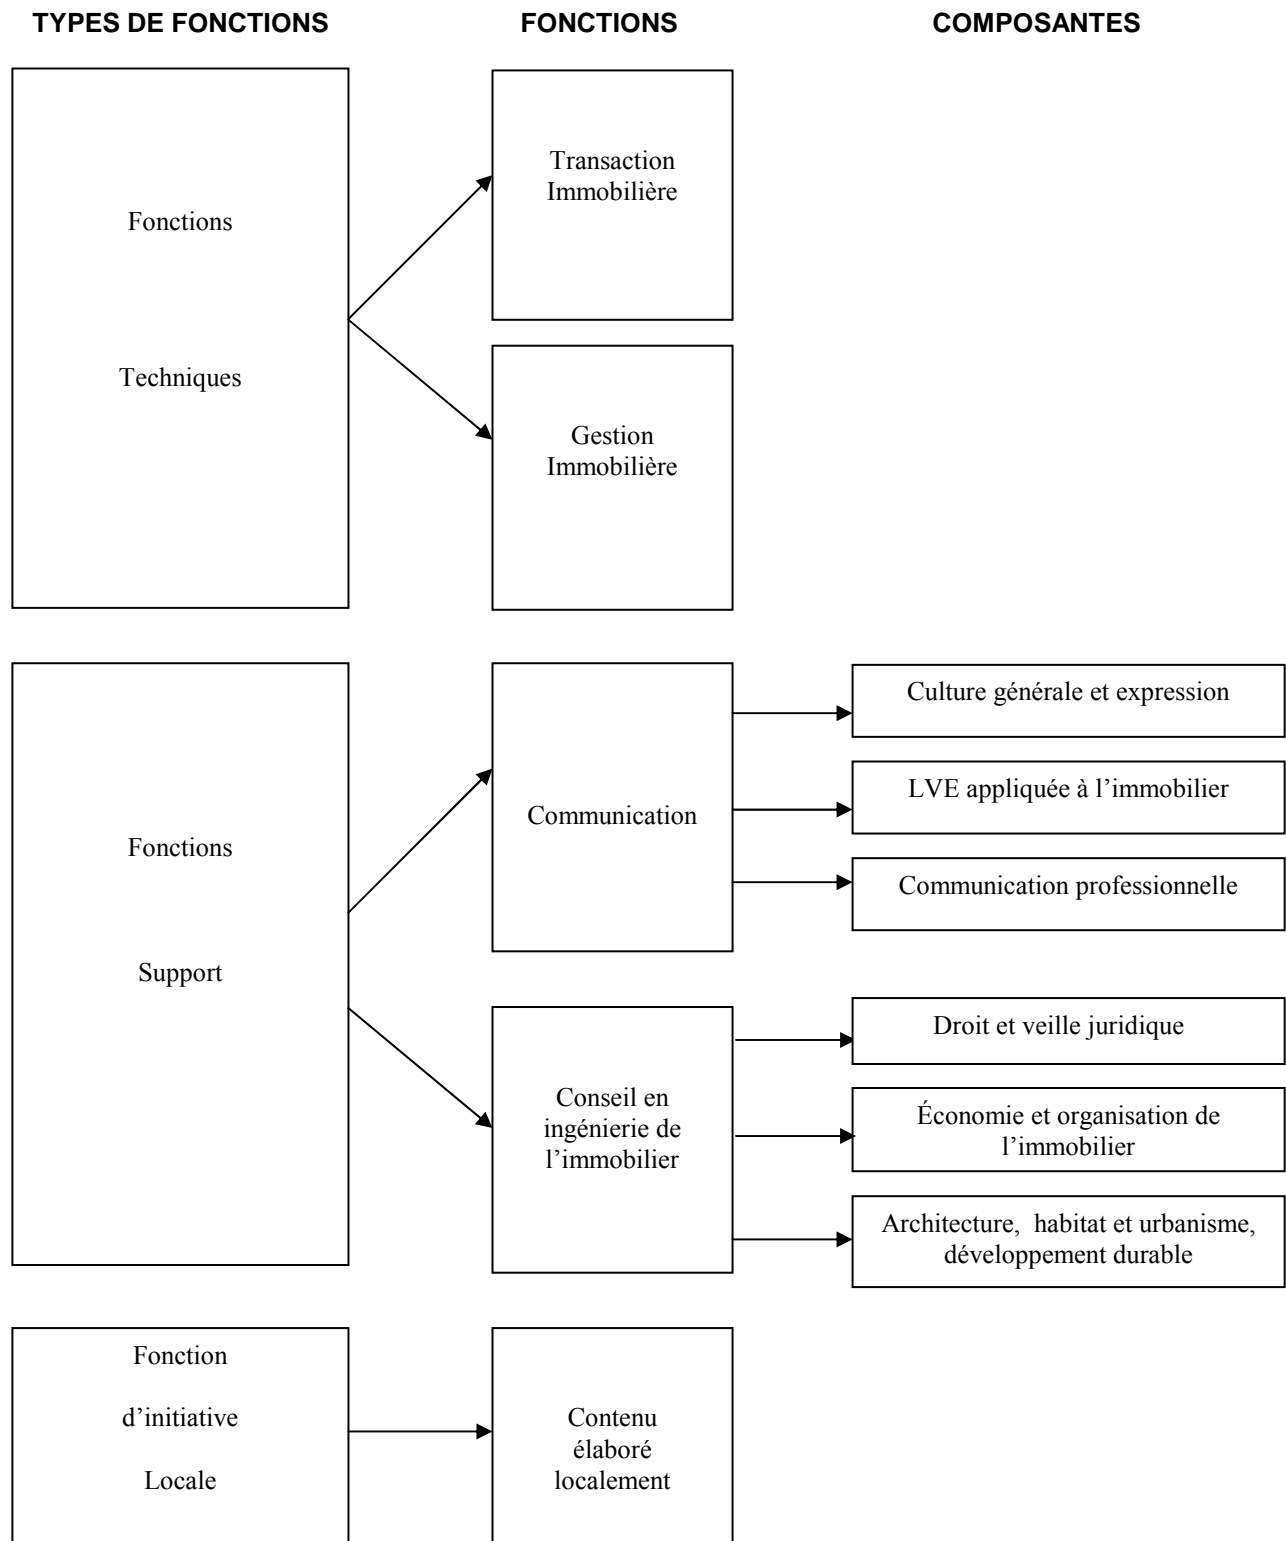 TYPES DE FONCTIONS
FONCTIONS
COMPOSANTES
Fonctions
Techniques
Transaction
Immobilière
Gestion
Immobilière
Fonctions
Support
Communication
Culture générale et expression
LVE appliquée à l’immobilier
Communication professionnelle
Conseil en
ingénierie de
l’immobilier
Droit et veille juridique
Économie et organisation de
l’immobilier
Architecture, habitat et urbanisme,
développement durable
Fonction
d’initiative
Locale
Contenu
élaboré
localement